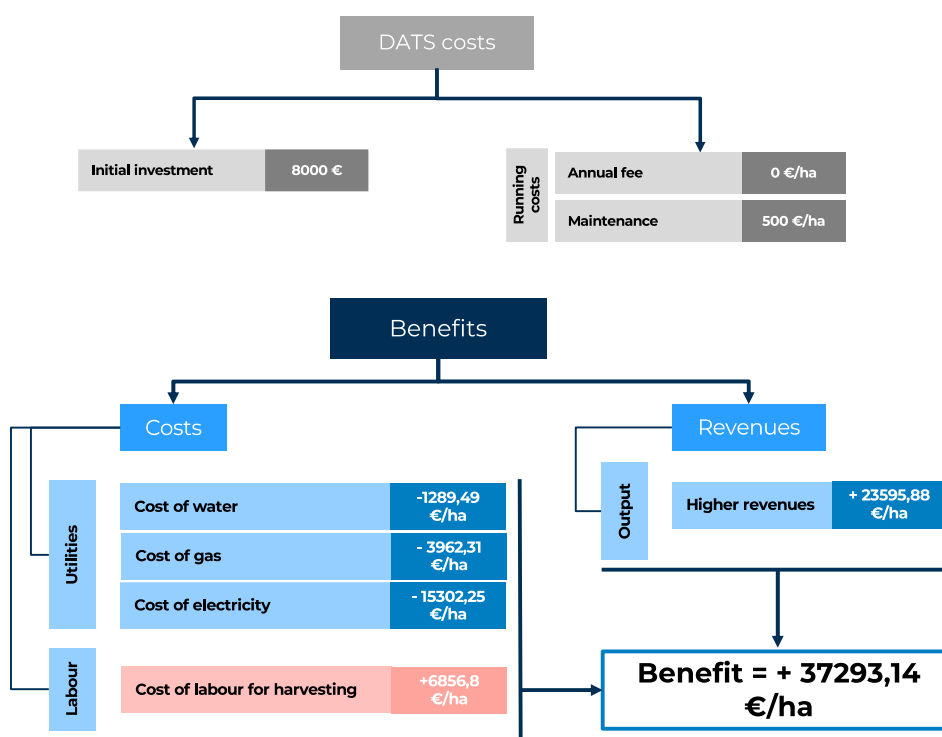 DATS costs
Initial investment
8000 €
Running
costs
Annual fee
0 €/ha
Maintenance
500 €/ha
Benefits
Costs
Revenues
Utilities
Cost of water
-1289,49
€/ha
Cost of gas
- 3962,31
€/ha
Cost of electricity
- 15302,25
€/ha
Labour
Cost of labour for harvesting
+6856,8
€/ha
Output
Higher revenues
+ 23595,88
€/ha
Benefit = + 37293,14
€/ha